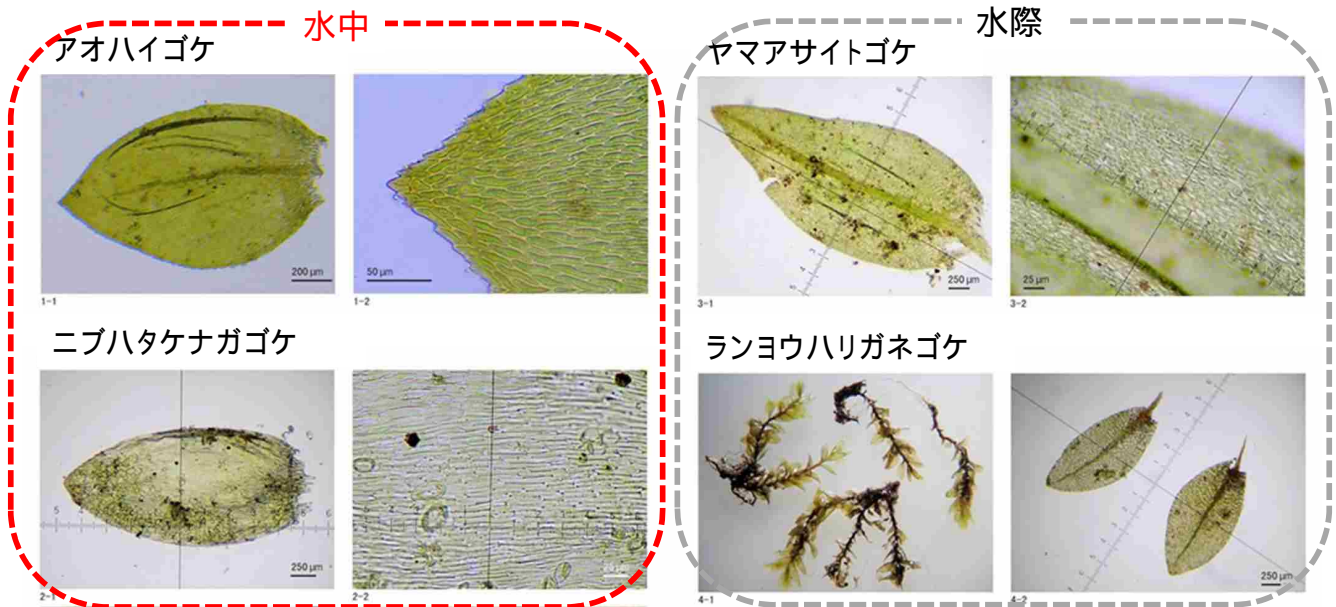 水中
アオハイゴケ
200 µm
1-1
50 µm
1-2
ニブハタケナガゴケ
250 µm
2-1
2-2
水際
ヤマアサイトゴケ
250 µm
3-1
25 µm
3-2
ランヨウハリガネゴケ
4-1
250 µm
4-2